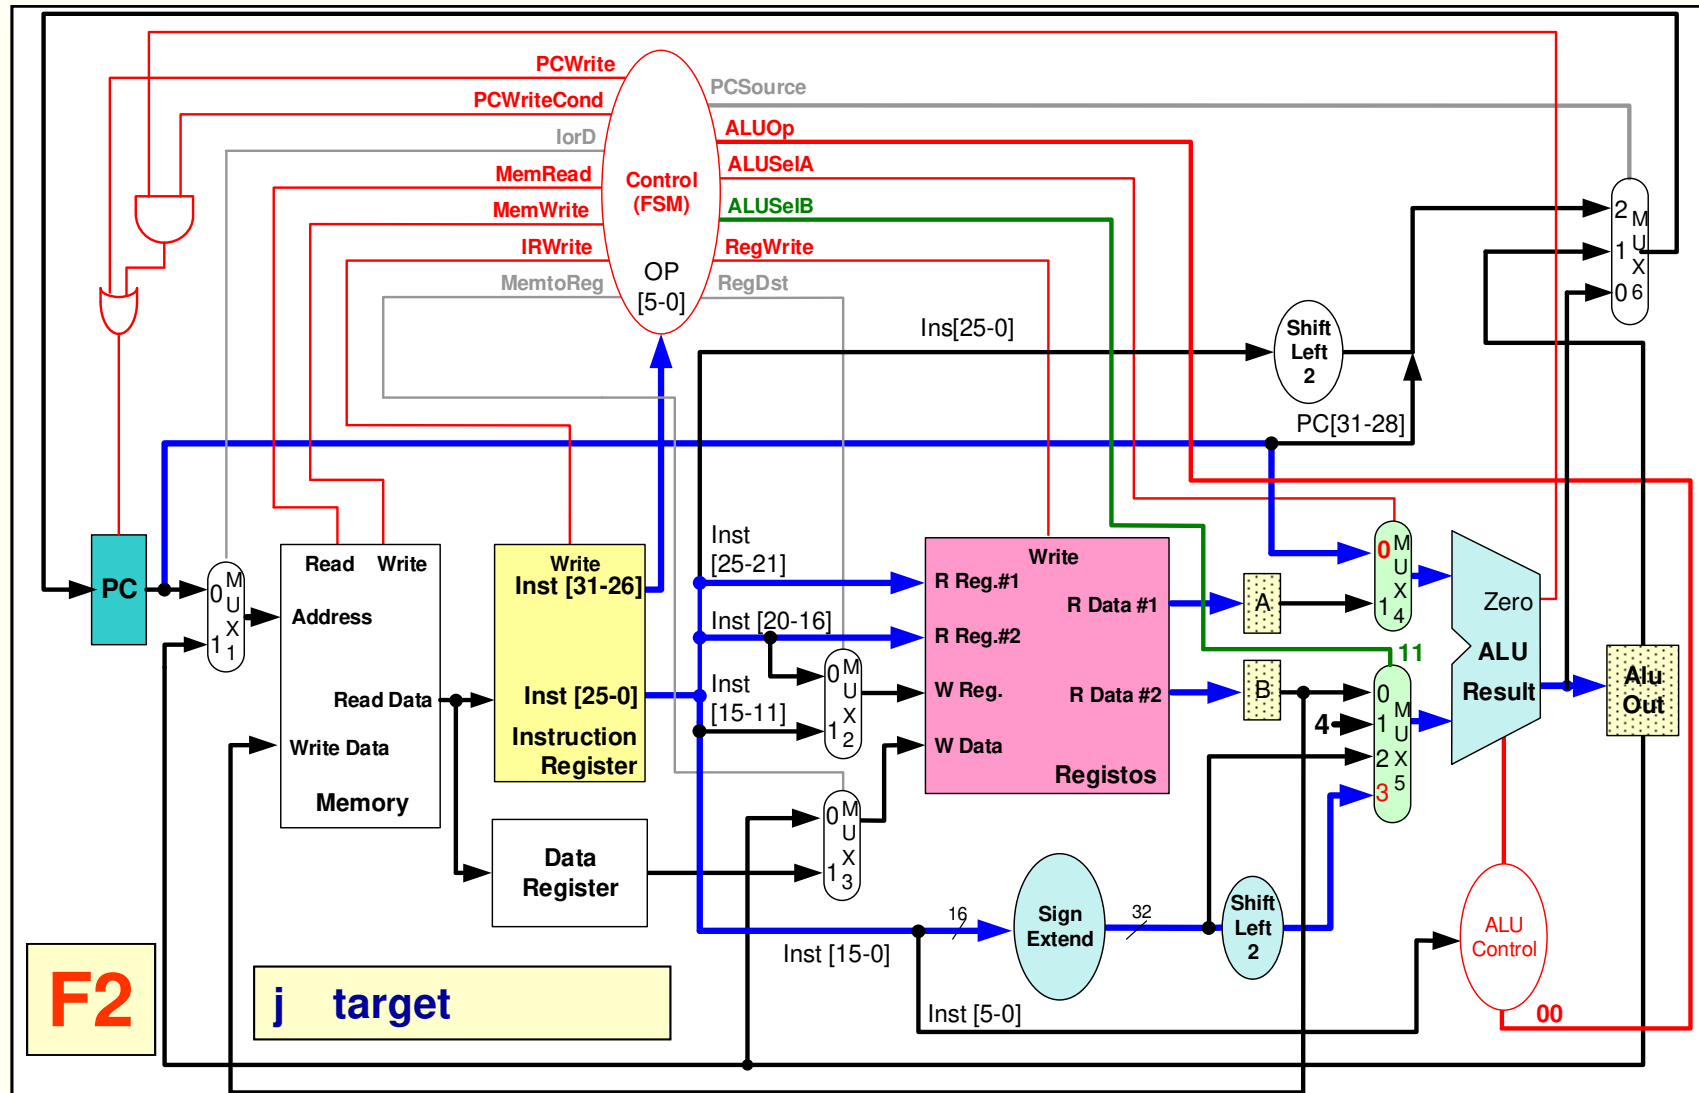 PCWrite
PCWriteCond
IorD
MemRead
MemWrite
IRWrite
MemtoReg
Control
(FSM)
OP
[5-0]
PCSource
ALUOp
ALUSelA
ALUSelB
RegWrite
RegDst
Ins[25-0]
Shift
Left
2
PC[31-28]
2
1
0
M
U
X
6
PC
0
1
M
U
X
1
Read
Write
Address
Read Data
Write Data
Memory
Write
Inst [31-26]
Inst [25-0]
Instruction
Register
Data
Register
Inst
[25-21]
Inst [20-16]
Inst
[15-11]
0
1
M
U
X
2
0
1
M
U
X
3
Write
R Reg.#1
R Reg.#2
W Reg.
W Data
R Data #1
R Data #2
Registos
A
B
0
1
M
U
X
4
11
0
4
1
2
3
M
U
X
5
Zero
ALU
Result
Alu
Out
Inst [15-0]
16
Sign
Extend
32
Shift
Left
2
Inst [5-0]
ALU
Control
00
F2
j target